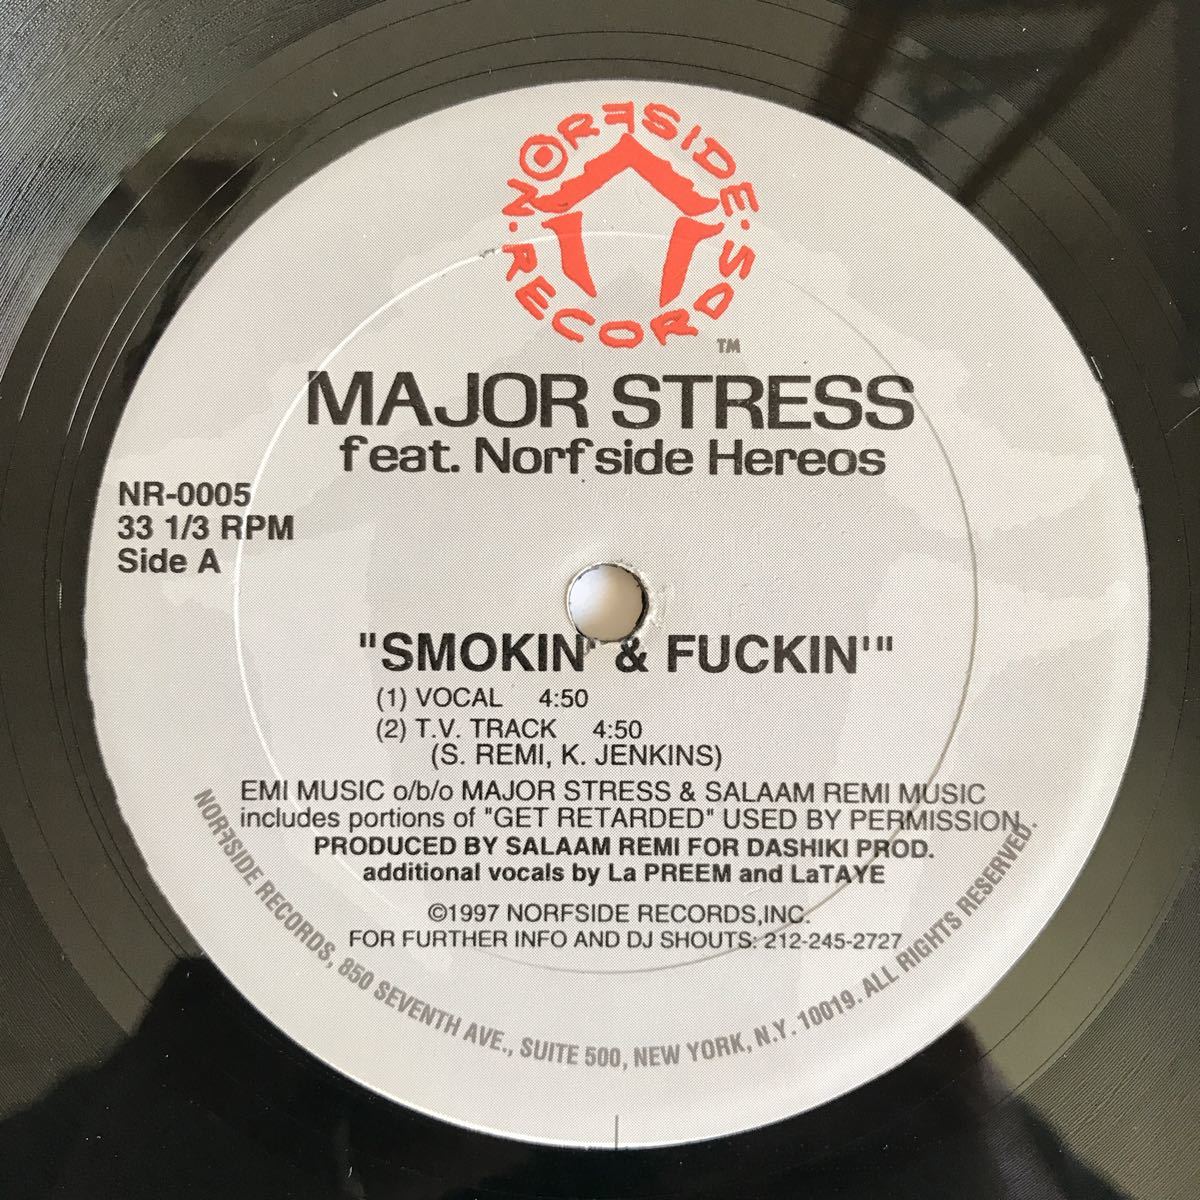 NORFSIDE · RECORDS ·
TM
MAJOR STRESS
feat. Norfside Hereos
NR-0005
33 1/3 RPM
Side A
"SMOKIN' & FUCKIN'"
(1) VOCAL 4:50
(2) T.V. TRACK 4:50
(S. REMI, K. JENKINS)
EMI MUSIC o/b/o MAJOR STRESS & SALAAM REMI MUSIC
includes portions of "GET RETARDED" USED BY PERMISSION
PRODUCED BY SALAAM REMI FOR DASHIKI PROD.
additional vocals by La PREEM and LaTAYE
©1997 NORFSIDE RECORDS,INC.
FOR FURTHER INFO AND DJ SHOUTS: 212-245-2727
NORFSIDE RECORDS, 850 SEVENTH AVE., SUITE 500, NEW YORK, N.Y. 10019. ALL RIGHTS RESERVED.